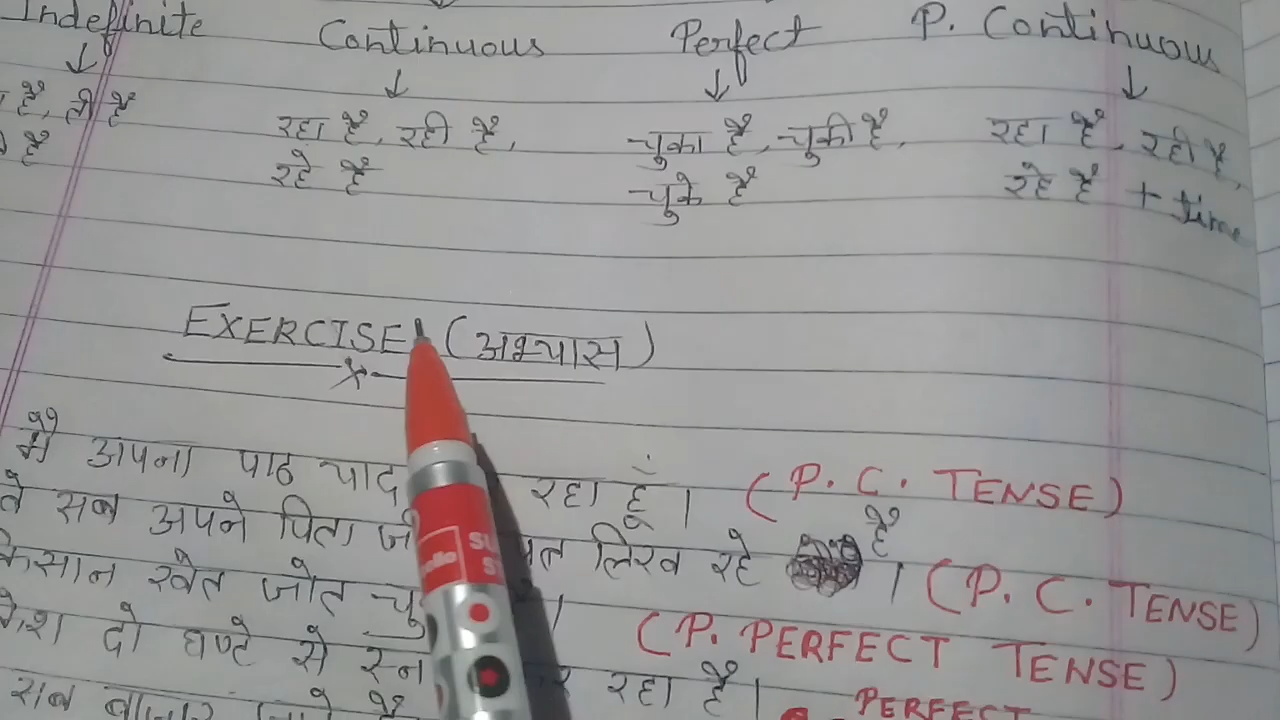 Indefinite Continuous Perfect P. Continuous
है, ती है रहा है, रही है, चुका है, चुकी है, रहा है, रही है,
है रहे हैं चुके हैं रहे हैं + time
EXERCISE (अभ्यास)
मैं अपना पाठ याद रहा हूँ। (P. C. TENSE)
वे सब अपने पिता जी लिख रहे हैं। (P. C. TENSE)
किसान खेत जोत । (P. PERFECT TENSE)
दो घण्टे से रहा है। PERFECT
सब बाजार